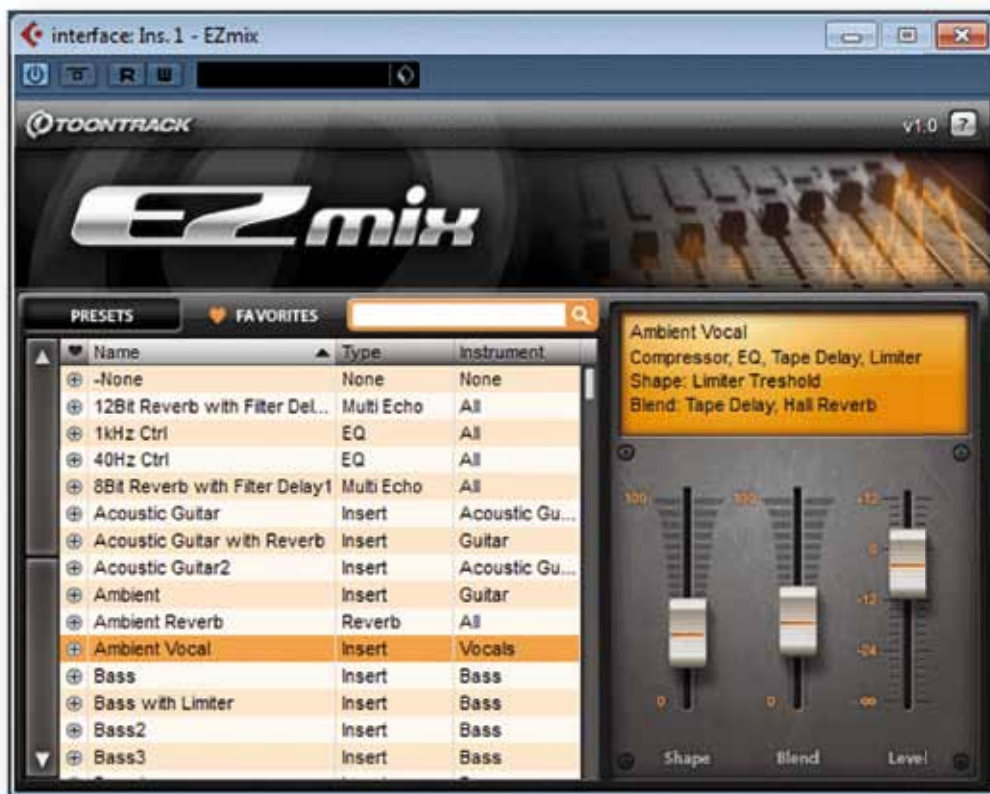 interface: Ins. 1 - EZmix
R W
TOONTRACK
v1.0 ?
EZmix
PRESETS FAVORITES
Name Type Instrument
-None None None
12Bit Reverb with Filter Del... Multi Echo All
1kHz Ctrl EQ All
40Hz Ctrl EQ All
8Bit Reverb with Filter Delay1 Multi Echo All
Acoustic Guitar Insert Acoustic Gu...
Acoustic Guitar with Reverb Insert Guitar
Acoustic Guitar2 Insert Acoustic Gu...
Ambient Insert Guitar
Ambient Reverb Reverb All
Ambient Vocal Insert Vocals
Bass Insert Bass
Bass with Limiter Insert Bass
Bass2 Insert Bass
Bass3 Insert Bass
Ambient Vocal
Compressor, EQ, Tape Delay, Limiter
Shape: Limiter Treshold
Blend: Tape Delay, Hall Reverb
100 100 +12
0
-12
-24
0 0 -∞
Shape Blend Level